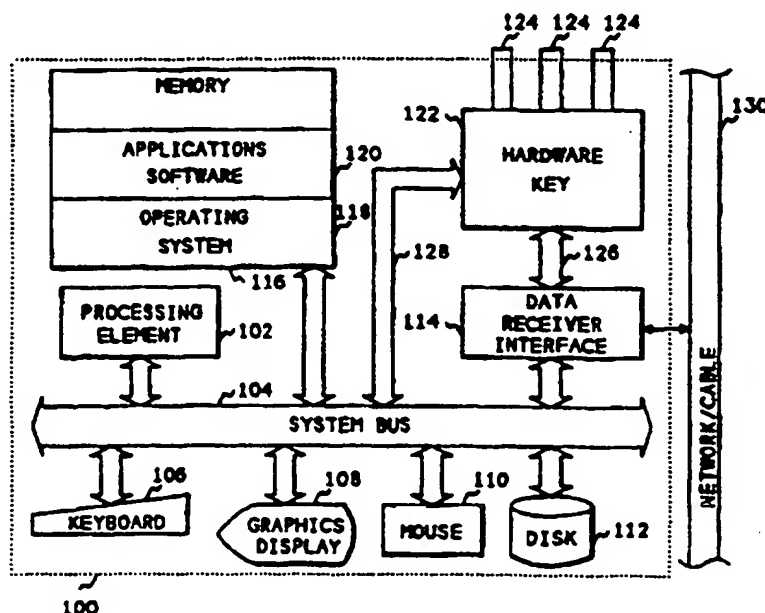 124 124 124
MEMORY
122
130
HARDWARE
KEY
APPLICATIONS
SOFTWARE
120
OPERATING
SYSTEM
118
116
128
126
PROCESSING
ELEMENT
102
114
DATA
RECEIVER
INTERFACE
104
SYSTEM BUS
NETWORK/CABLE
106
KEYBOARD
108
GRAPHICS
DISPLAY
110
MOUSE
DISK
112
100